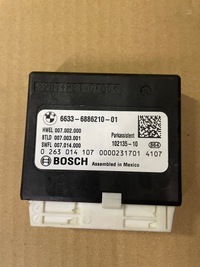 6633-6886210-01
HWEL 007.002.000 Parkassistent
BTLD 007.003.001 102135-10
SWFL 007.014.000
BOSCH Assembled in Mexico
0 263 014 107 0000231701 4107